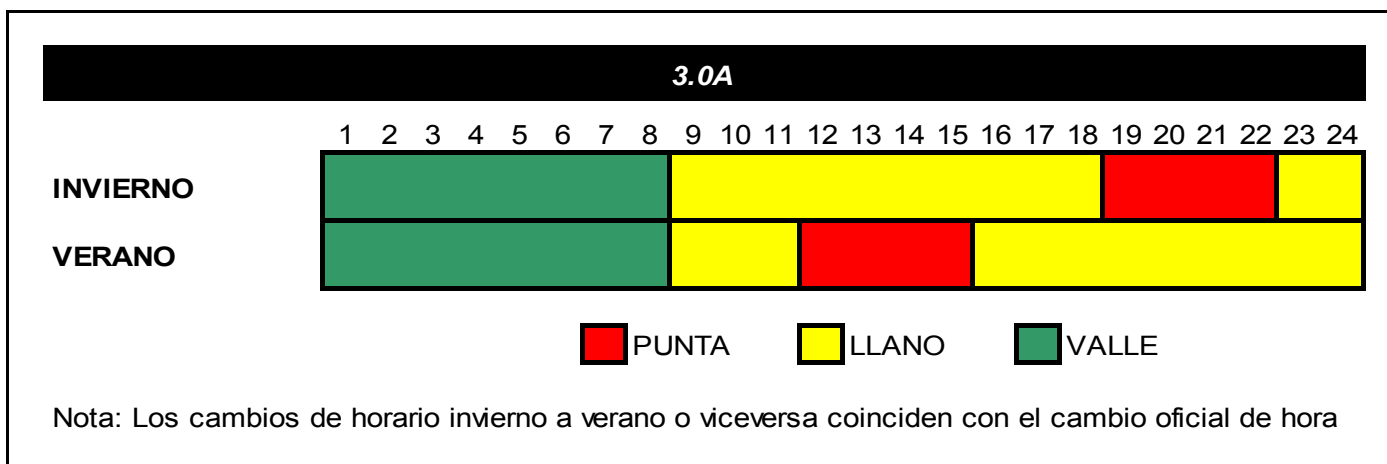 3.0A
1 2 3 4 5 6 7 8 9 10 11 12 13 14 15 16 17 18 19 20 21 22 23 24
INVIERNO
VERANO
PUNTA LLANO VALLE
Nota: Los cambios de horario invierno a verano o viceversa coinciden con el cambio oficial de hora